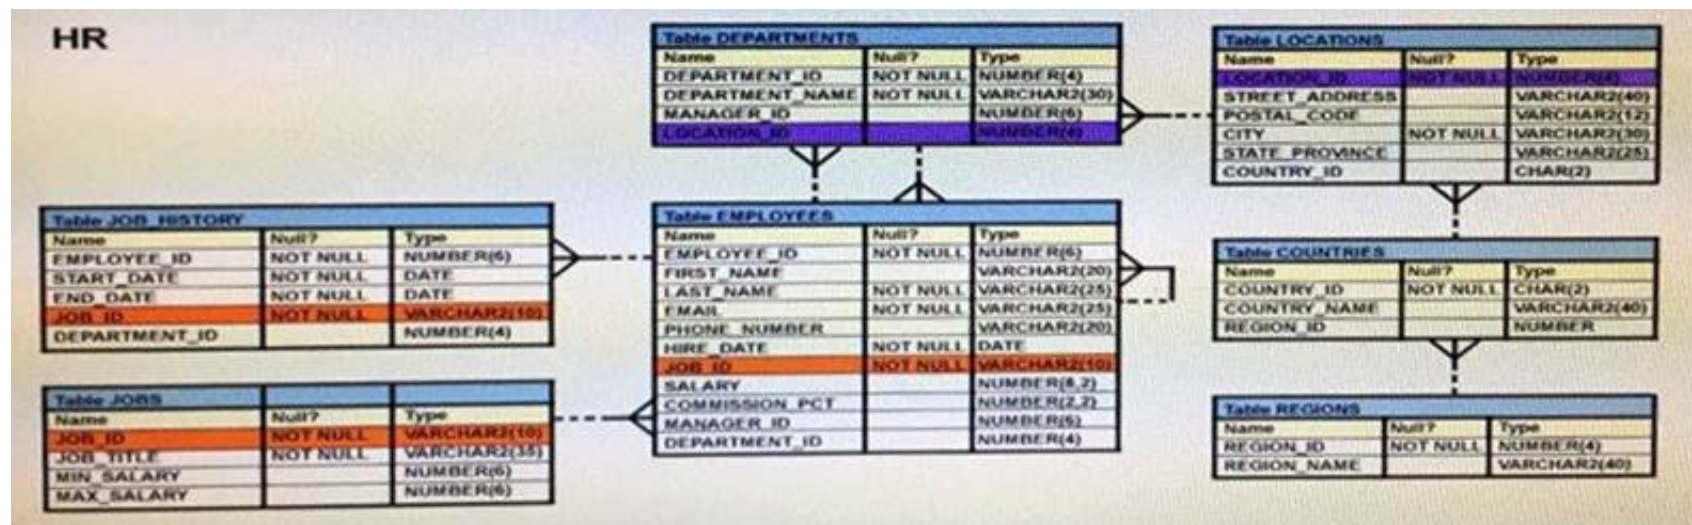 HR
Table DEPARTMENTS
Name Null? Type
DEPARTMENT_ID NOT NULL NUMBER(4)
DEPARTMENT_NAME NOT NULL VARCHAR2(30)
MANAGER_ID NUMBER(6)
LOCATION_ID NUMBER(4)
Table LOCATIONS
Name Null? Type
LOCATION_ID NOT NULL NUMBER(4)
STREET_ADDRESS VARCHAR2(40)
POSTAL_CODE VARCHAR2(12)
CITY NOT NULL VARCHAR2(30)
STATE_PROVINCE VARCHAR2(25)
COUNTRY_ID CHAR(2)
Table JOB_HISTORY
Name Null? Type
EMPLOYEE_ID NOT NULL NUMBER(6)
START_DATE NOT NULL DATE
END_DATE NOT NULL DATE
JOB_ID NOT NULL VARCHAR2(10)
DEPARTMENT_ID NUMBER(4)
Table EMPLOYEES
Name Null? Type
EMPLOYEE_ID NOT NULL NUMBER(6)
FIRST_NAME VARCHAR2(20)
LAST_NAME NOT NULL VARCHAR2(25)
EMAIL NOT NULL VARCHAR2(25)
PHONE_NUMBER VARCHAR2(20)
HIRE_DATE NOT NULL DATE
JOB_ID NOT NULL VARCHAR2(10)
SALARY NUMBER(8,2)
COMMISSION_PCT NUMBER(2,2)
MANAGER_ID NUMBER(6)
DEPARTMENT_ID NUMBER(4)
Table COUNTRIES
Name Null? Type
COUNTRY_ID NOT NULL CHAR(2)
COUNTRY_NAME VARCHAR2(40)
REGION_ID NUMBER
Table JOBS
Name Null? Type
JOB_ID NOT NULL VARCHAR2(10)
JOB_TITLE NOT NULL VARCHAR2(35)
MIN_SALARY NUMBER(6)
MAX_SALARY NUMBER(6)
Table REGIONS
Name Null? Type
REGION_ID NOT NULL NUMBER(4)
REGION_NAME VARCHAR2(40)